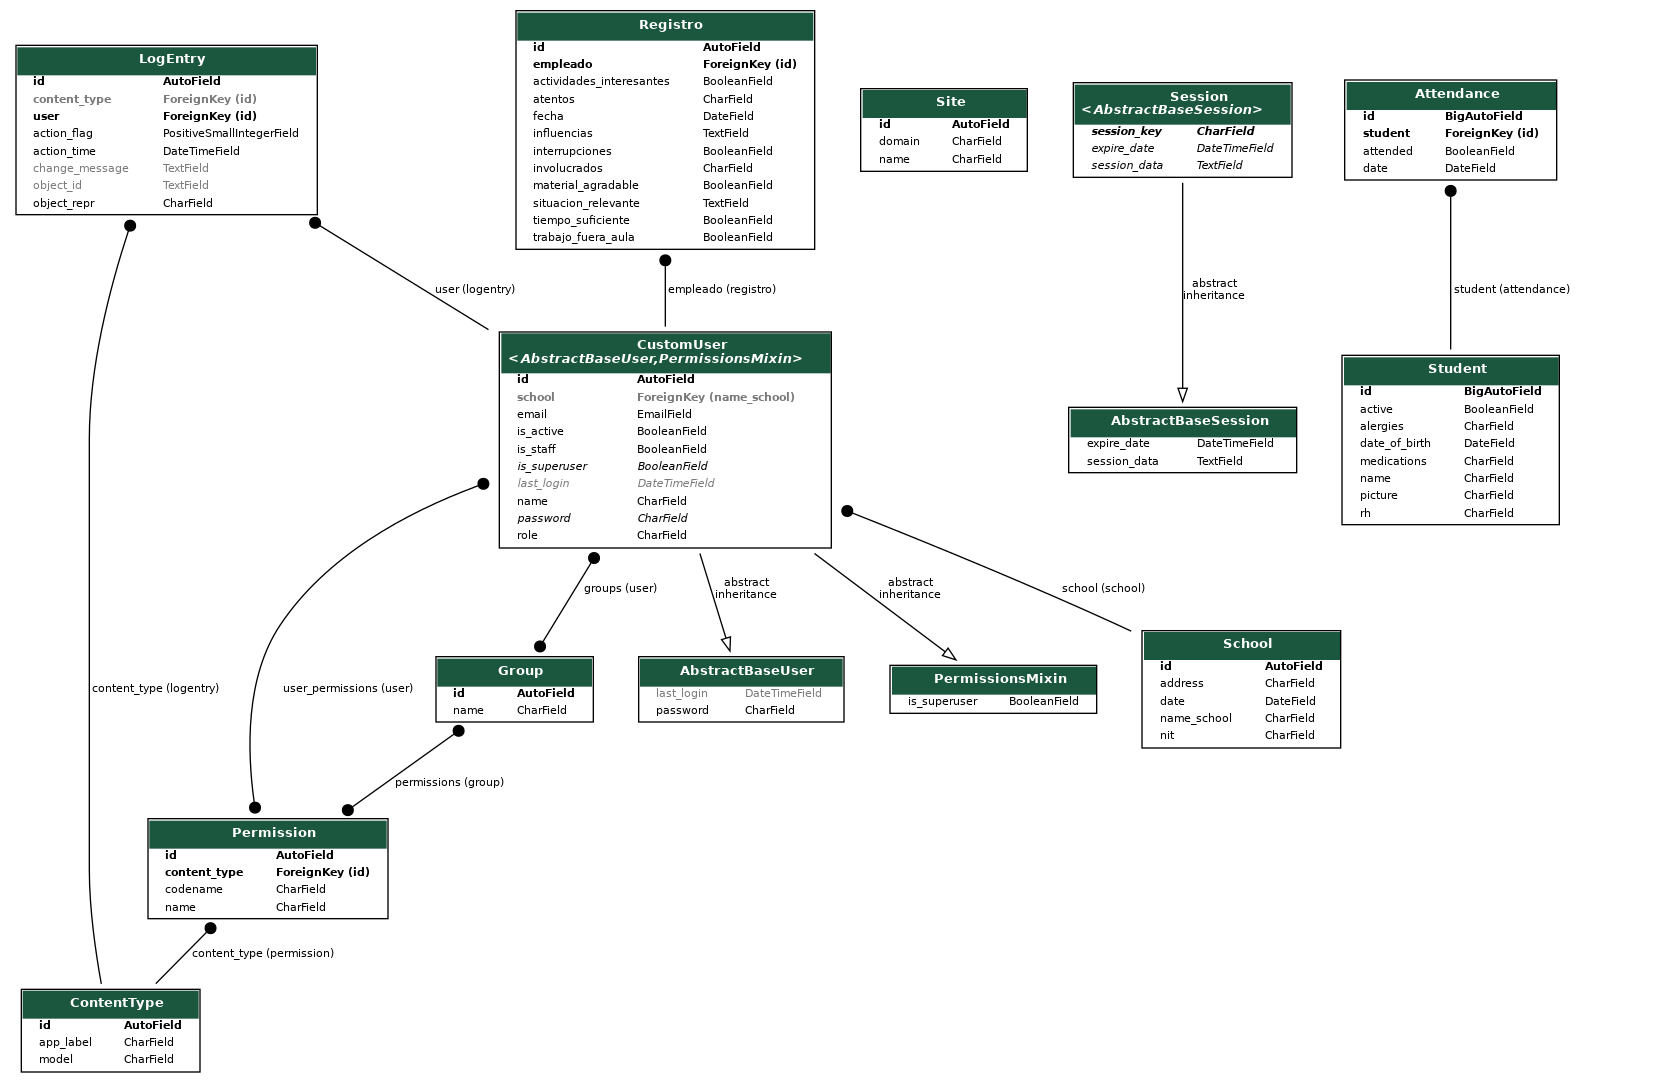 LogEntry
id AutoField
content_type ForeignKey (id)
user ForeignKey (id)
action_flag PositiveSmallIntegerField
action_time DateTimeField
change_message TextField
object_id TextField
object_repr CharField
Registro
id AutoField
empleado ForeignKey (id)
actividades_interesantes BooleanField
atentos CharField
fecha DateField
influencias TextField
interrupciones BooleanField
involucrados CharField
material_agradable BooleanField
situacion_relevante TextField
tiempo_suficiente BooleanField
trabajo_fuera_aula BooleanField
Site
id AutoField
domain CharField
name CharField
Session
<AbstractBaseSession>
session_key CharField
expire_date DateTimeField
session_data TextField
Attendance
id BigAutoField
student ForeignKey (id)
attended BooleanField
date DateField
user (logentry)
empleado (registro)
abstract
inheritance
student (attendance)
CustomUser
<AbstractBaseUser,PermissionsMixin>
id AutoField
school ForeignKey (name_school)
email EmailField
is_active BooleanField
is_staff BooleanField
is_superuser BooleanField
last_login DateTimeField
name CharField
password CharField
role CharField
AbstractBaseSession
expire_date DateTimeField
session_data TextField
Student
id BigAutoField
active BooleanField
alergies CharField
date_of_birth DateField
medications CharField
name CharField
picture CharField
rh CharField
groups (user)
abstract
inheritance
abstract
inheritance
school (school)
content_type (logentry)
user_permissions (user)
Group
id AutoField
name CharField
AbstractBaseUser
last_login DateTimeField
password CharField
PermissionsMixin
is_superuser BooleanField
School
id AutoField
address CharField
date DateField
name_school CharField
nit CharField
permissions (group)
Permission
id AutoField
content_type ForeignKey (id)
codename CharField
name CharField
content_type (permission)
ContentType
id AutoField
app_label CharField
model CharField